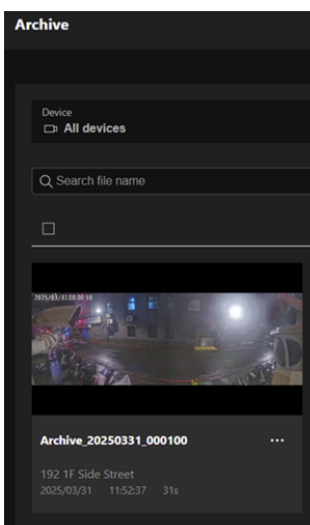 Archive
Device
All devices
Search file name
2025/03/31 00:00:58
Archive_20250331_000100
...
192 1F Side Street
2025/03/31 11:52:37 31s